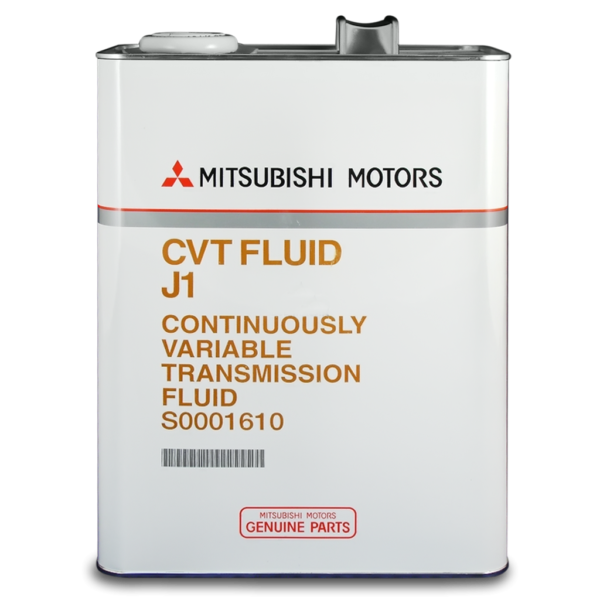 MITSUBISHI MOTORS
CVT FLUID
J1
CONTINUOUSLY
VARIABLE
TRANSMISSION
FLUID
S0001610
MITSUBISHI MOTORS
GENUINE PARTS